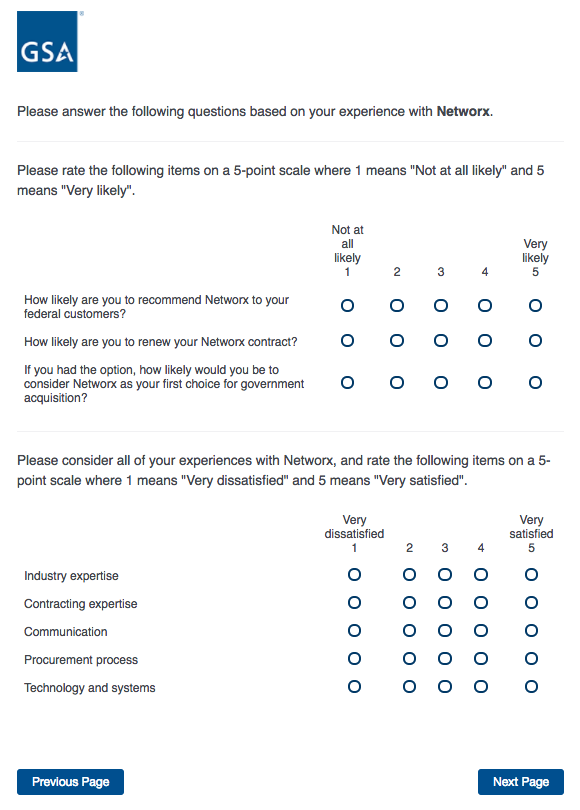 GSA
Please answer the following questions based on your experience with Networx.
Please rate the following items on a 5-point scale where 1 means "Not at all likely" and 5
means "Very likely".
Not at
all
likely
1
2
3
4
Very
likely
5
How likely are you to recommend Networx to your
federal customers?
How likely are you to renew your Networx contract?
If you had the option, how likely would you be to
consider Networx as your first choice for government
acquisition?
Please consider all of your experiences with Networx, and rate the following items on a 5-
point scale where 1 means "Very dissatisfied" and 5 means "Very satisfied".
Very
dissatisfied
1
2
3
4
Very
satisfied
5
Industry expertise
Contracting expertise
Communication
Procurement process
Technology and systems
Previous Page
Next Page